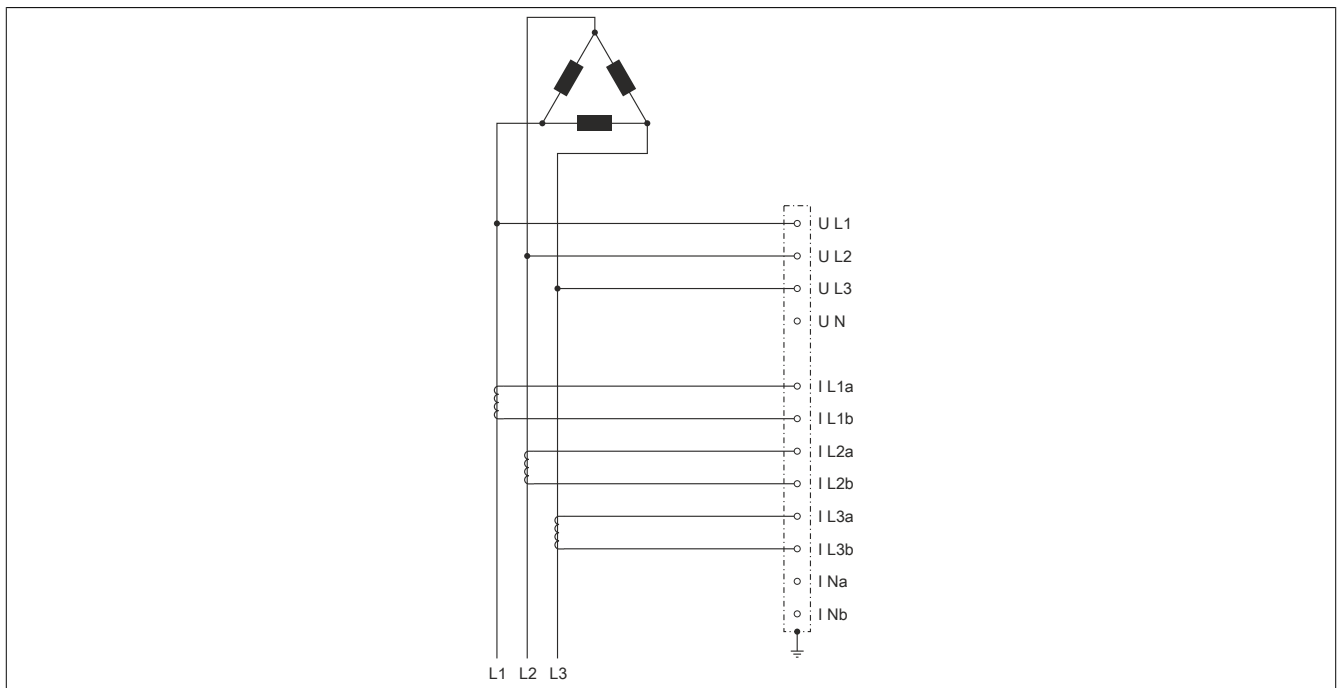 U L1
U L2
U L3
U N
I L1a
I L1b
I L2a
I L2b
I L3a
I L3b
I Na
I Nb
L1 L2 L3